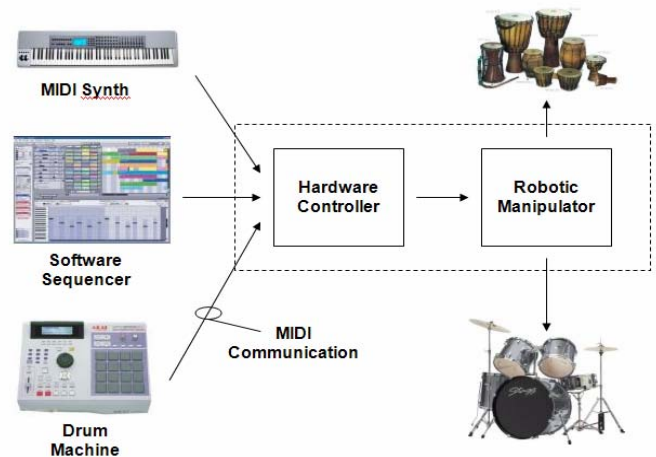 MIDI Synth
Hardware
Controller
Robotic
Manipulator
Software
Sequencer
MIDI
Communication
Drum
Machine